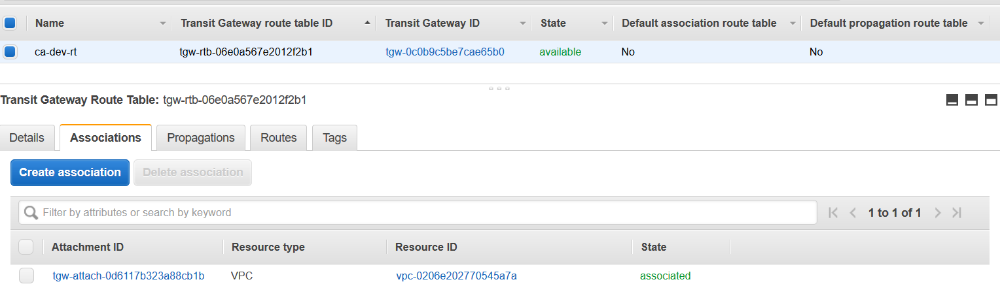 Name Transit Gateway route table ID Transit Gateway ID State Default association route table Default propagation route table
ca-dev-rt tgw-rtb-06e0a567e2012f2b1 tgw-0c0b9c5be7cae65b0 available No No
Transit Gateway Route Table: tgw-rtb-06e0a567e2012f2b1
Details Associations Propagations Routes Tags
Create association Delete association
Filter by attributes or search by keyword 1 to 1 of 1
Attachment ID Resource type Resource ID State
tgw-attach-0d6117b323a88cb1b VPC vpc-0206e202770545a7a associated